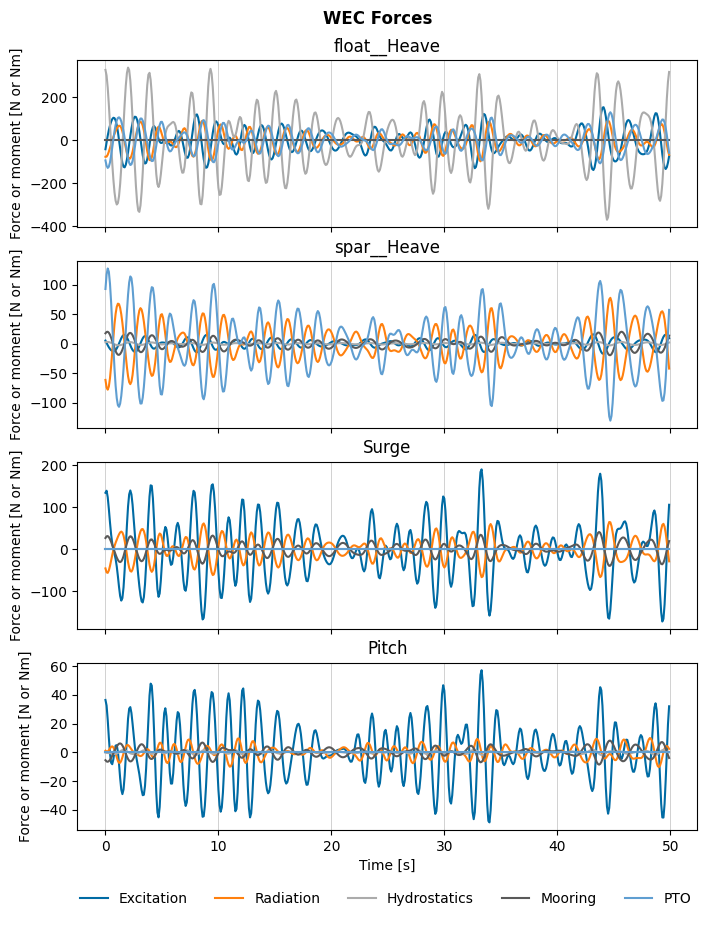 WEC Forces
float__Heave
Force or moment [N or Nm]
200
0
−200
−400
spar__Heave
Force or moment [N or Nm]
100
50
0
−50
−100
Surge
Force or moment [N or Nm]
200
100
0
−100
Pitch
Force or moment [N or Nm]
60
40
20
0
−20
−40
0 10 20 30 40 50
Time [s]
Excitation Radiation Hydrostatics Mooring PTO